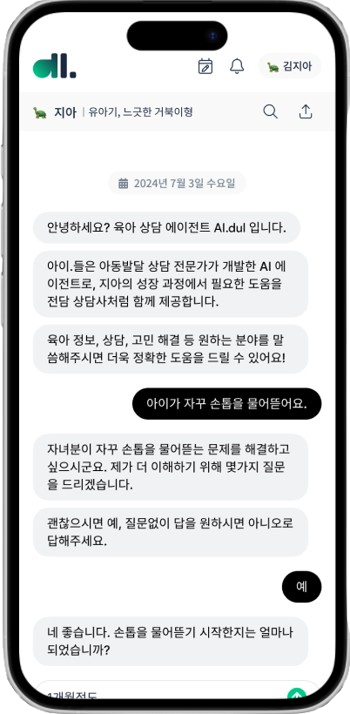 all.
김지아
지아 | 유아기, 느긋한 거북이형
2024년 7월 3일 수요일
안녕하세요? 육아 상담 에이전트 AI.dul 입니다.
아이.들은 아동발달 상담 전문가가 개발한 AI 에
이전트로, 지아의 성장 과정에서 필요한 도움을
전담 상담사처럼 함께 제공합니다.
육아 정보, 상담, 고민 해결 등 원하는 분야를 말
씀해주시면 더욱 정확한 도움을 드릴 수 있어요!
아이가 자꾸 손톱을 물어뜯어요.
자녀분이 자꾸 손톱을 물어뜯는 문제를 해결하고
싶으시군요. 제가 더 이해하기 위해 몇가지 질문
을 드리겠습니다.
괜찮으시면 예, 질문없이 답을 원하시면 아니오로
답해주세요.
예
네 좋습니다. 손톱을 물어뜯기 시작한지는 얼마나
되었습니까?
1개월정도